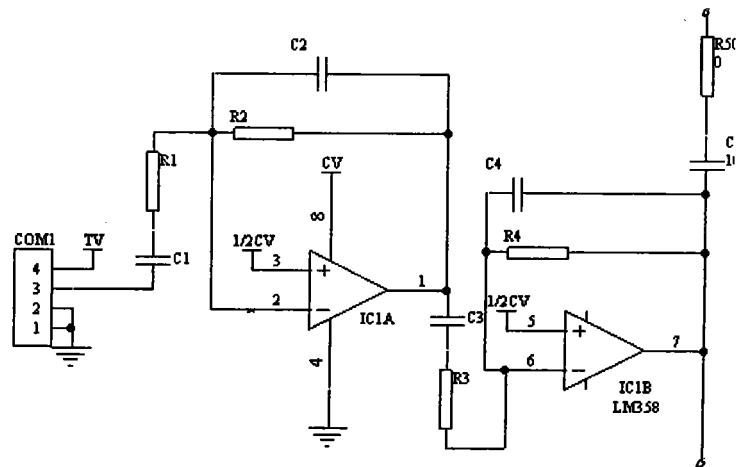 C2
R50
0
R2
C
10
R1
CV
C4
8
R4
COM1
TV
1/2CV
C1
4
3
3
2
1
1/2CV
2
1
C3
5
7
IC1A
6
4
R3
IC1B
LM358